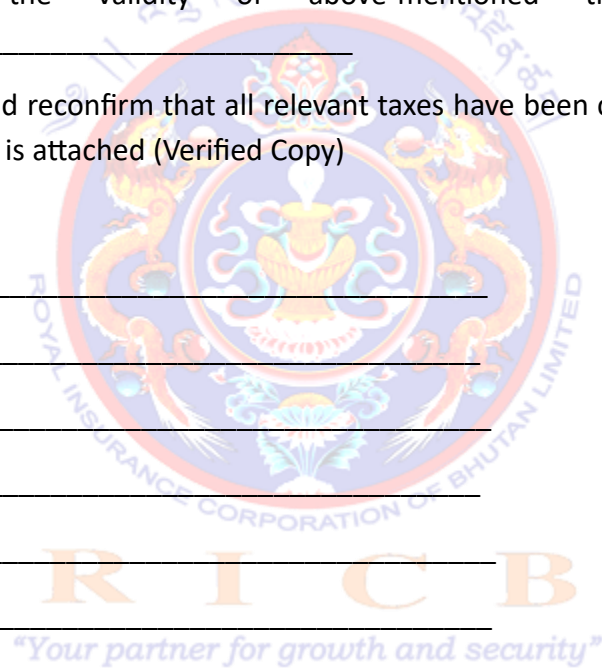 the validity of above-mentioned
d reconfirm that all relevant taxes have been
is attached (Verified Copy)
ROYAL INSURANCE CORPORATION OF BHUTAN LIMITED
R I C B
“Your partner for growth and security”